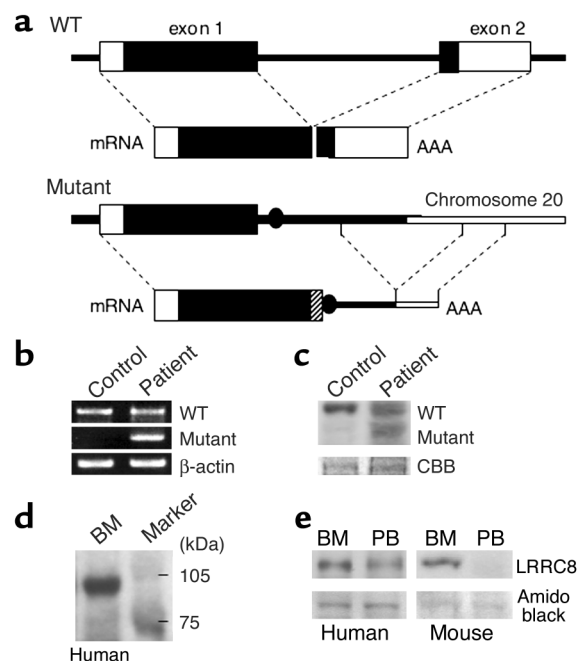 a
WT
exon 1
exon 2
mRNA
AAA
Mutant
Chromosome 20
mRNA
AAA
b
Control
Patient
WT
Mutant
β-actin
c
Control
Patient
WT
Mutant
CBB
d
BM
Marker
(kDa)
105
75
Human
e
BM PB BM PB
LRRC8
Amido
black
Human Mouse